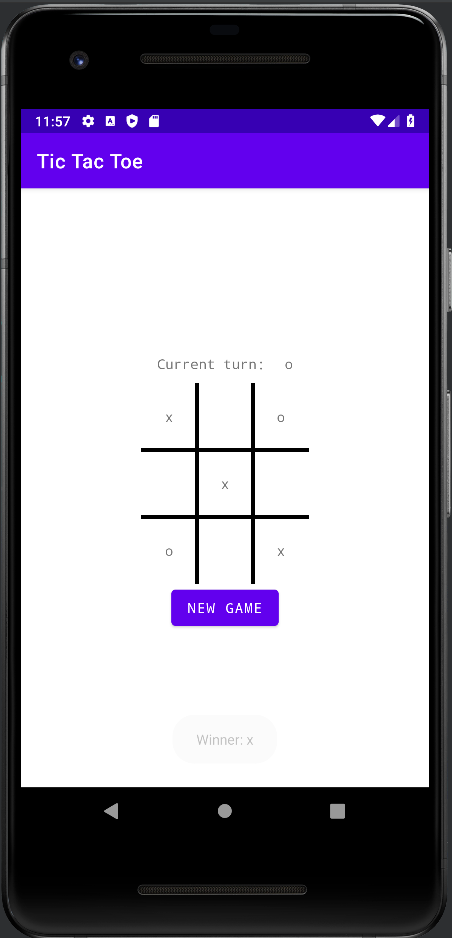 11:57
Tic Tac Toe
Current turn: o
x o
x
o x
NEW GAME
Winner: x